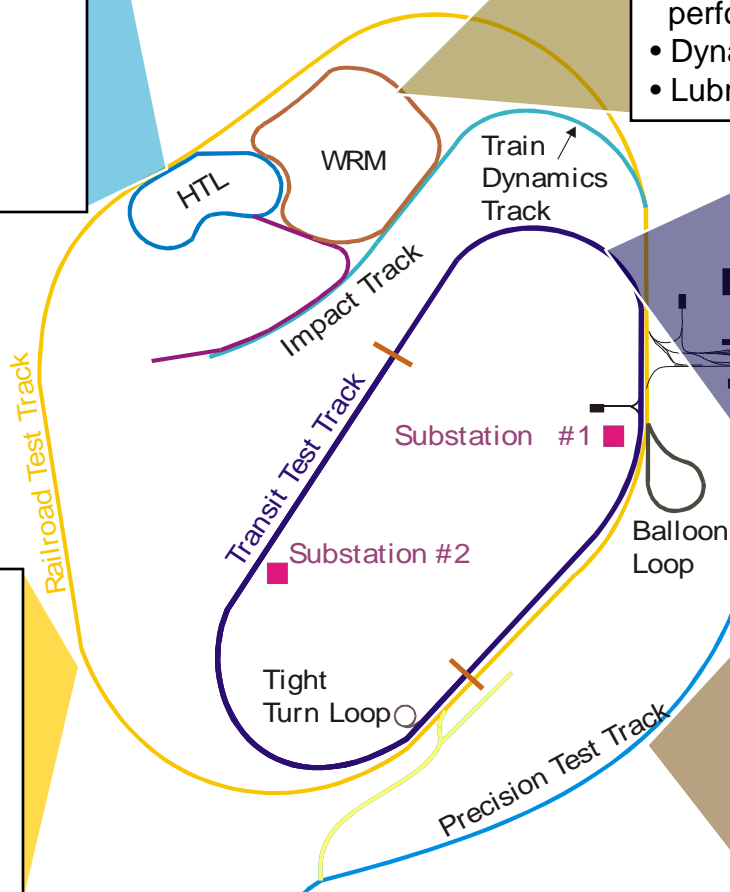 • Dyna
• Lubr
Train
Dynamics
Track
WRM
HTL
Impact Track
Railroad Test Track
Transit Test Track
Substation #1
Substation #2
Balloon
Loop
Tight
Turn Loop
Precision Test Track